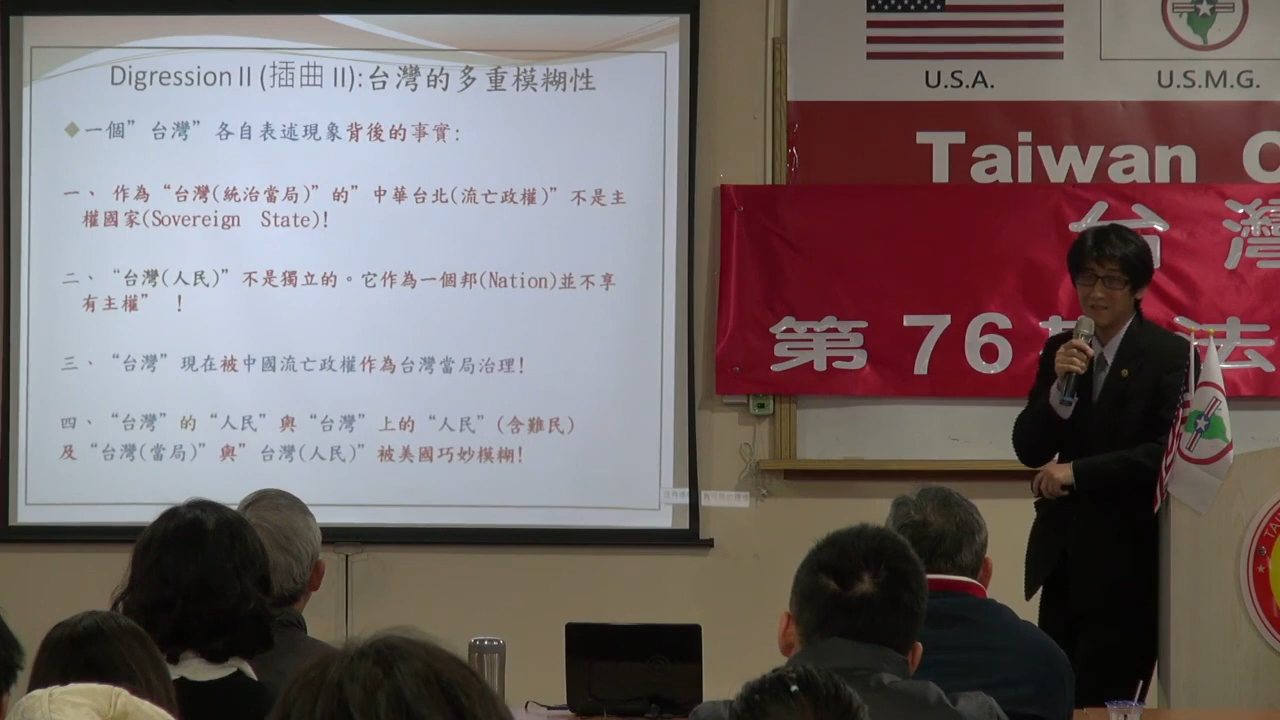 Digression II (插曲 II):台灣的多重模糊性
◆一個”台灣”各自表述現象背後的事實:
一、 作為“台灣(統治當局)”的”中華台北(流亡政權)”不是主
權國家(Sovereign State)!
二、“台灣(人民)”不是獨立的。它作為一個邦(Nation)並不享
有主權” !
三、“台灣”現在被中國流亡政權作為台灣當局治理!
四、“台灣”的“人民”與“台灣”上的“人民”(含難民)
及“台灣(當局)”與”台灣(人民)”被美國巧妙模糊!
U.S.A.
U.S.M.G.
Taiwan C
台灣
第 76 法